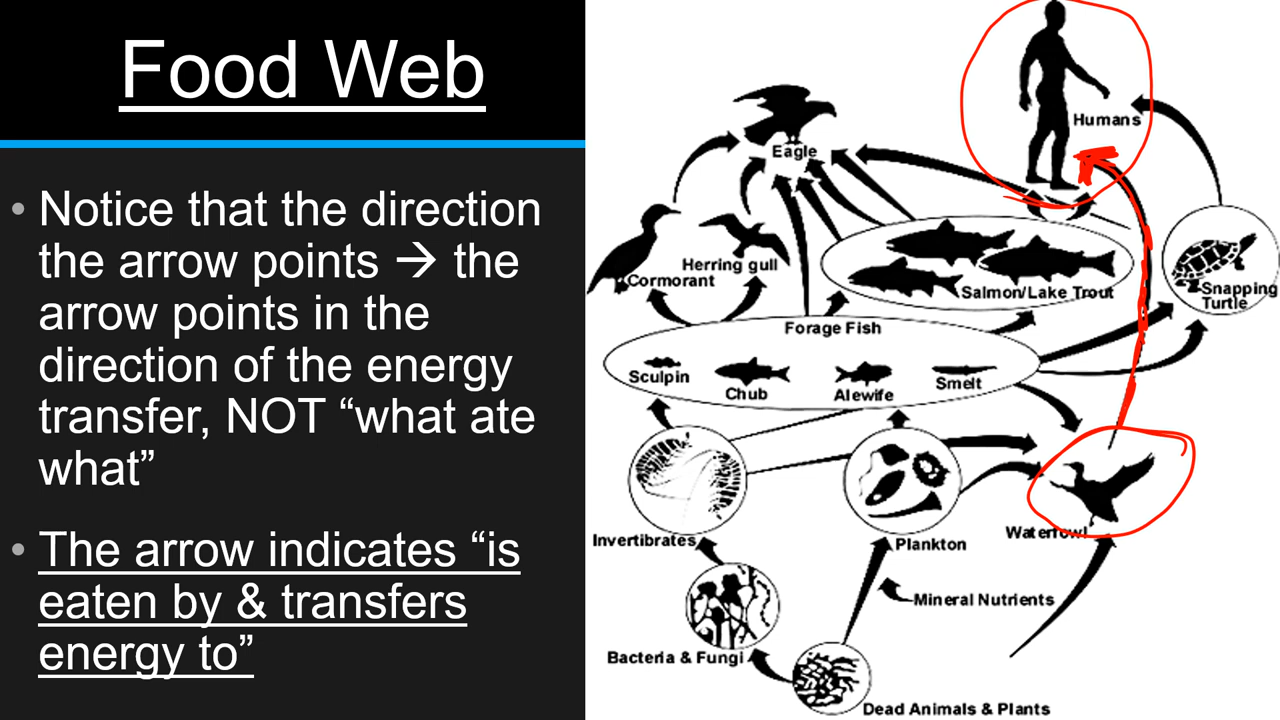 Food Web
• Notice that the direction
the arrow points → the
arrow points in the
direction of the energy
transfer, NOT “what ate
what”
• The arrow indicates “is
eaten by & transfers
energy to”
Humans
Eagle
Herring gull
Cormorant
Salmon/Lake Trout
Snapping
Turtle
Forage Fish
Sculpin
Chub
Alewife
Smelt
Invertibrates
Plankton
Waterfowl
Mineral Nutrients
Bacteria & Fungi
Dead Animals & Plants